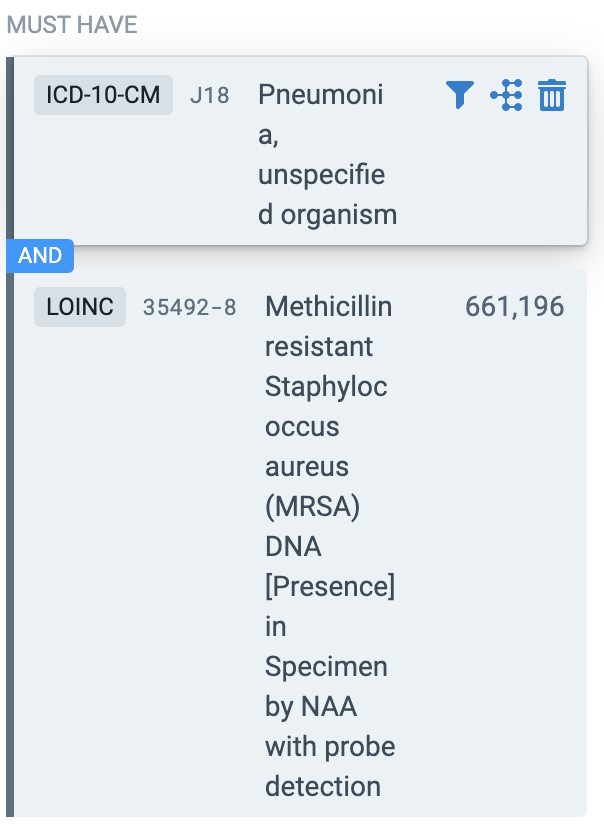 MUST HAVE
ICD-10-CM J18 Pneumoni
a,
unspecifie
d organism
AND
LOINC 35492-8 Methicillin 661,196
resistant
Staphyloc
occus
aureus
(MRSA)
DNA
[Presence]
in
Specimen
by NAA
with probe
detection